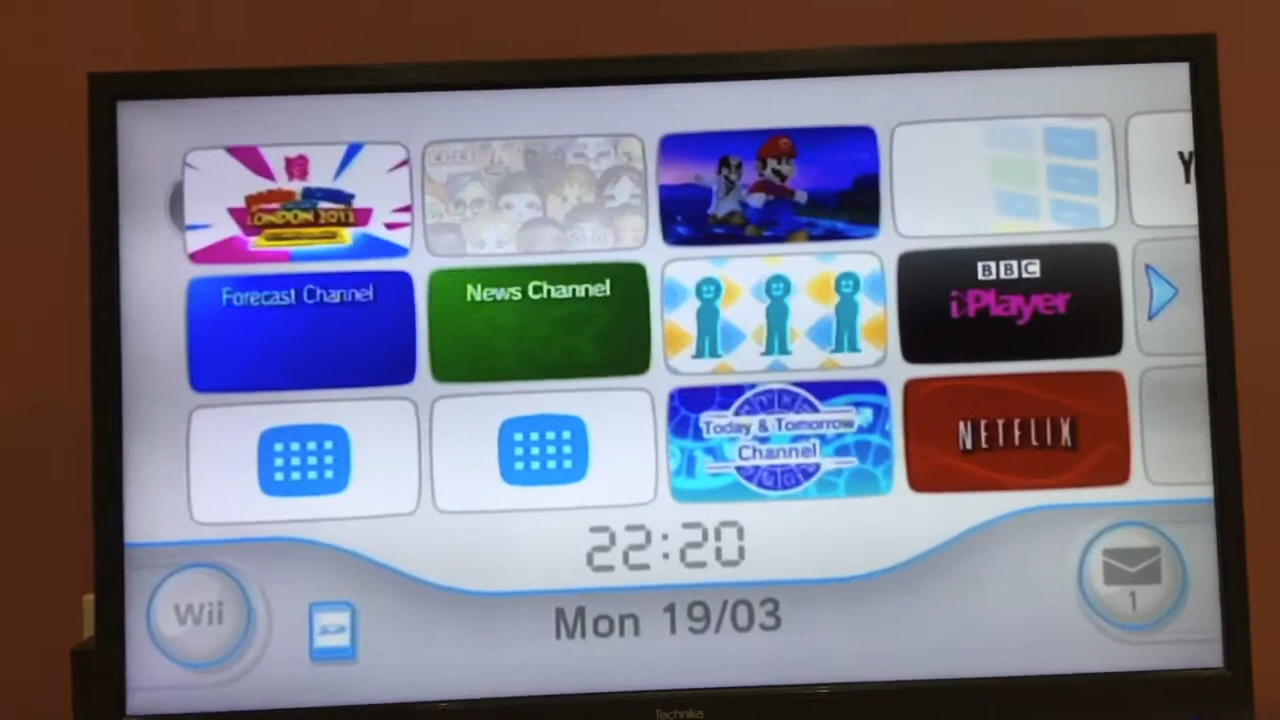 LONDON 2012
Y
Forecast Channel
News Channel
BBC
iPlayer
Today & Tomorrow
Channel
NETFLIX
22:20
Wii
Mon 19/03
1
Technika